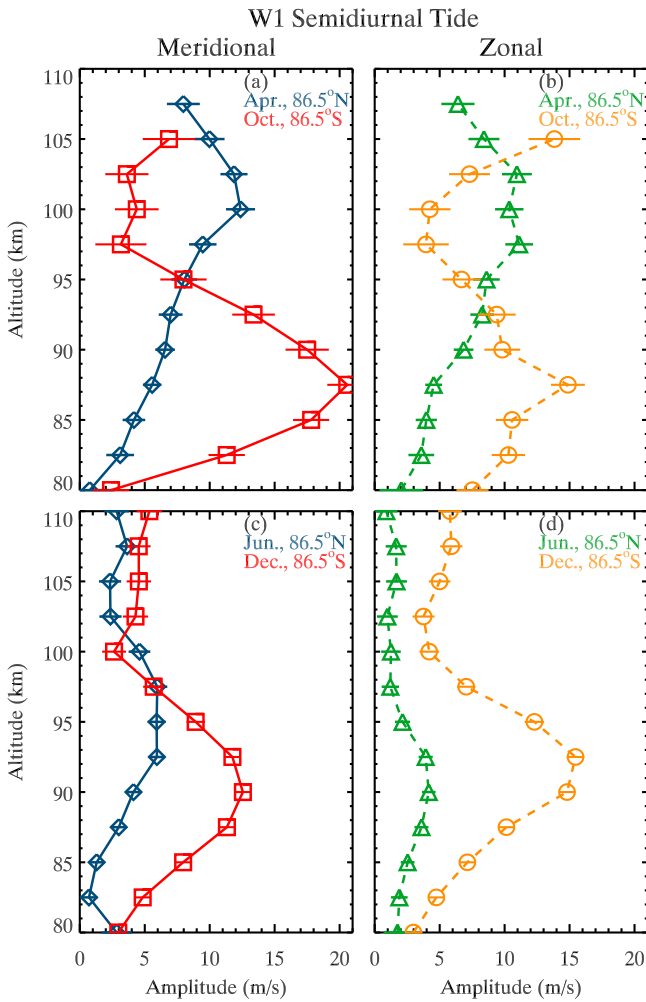 W1 Semidiurnal Tide
Meridional
Zonal
110
105
100
95
90
85
80
Altitude (km)
(a)
Apr., 86.5°N
Oct., 86.5°S
(b)
Apr., 86.5°N
Oct., 86.5°S
110
105
100
95
90
85
80
Altitude (km)
(c)
Jun., 86.5°N
Dec., 86.5°S
(d)
Jun., 86.5°N
Dec., 86.5°S
0 5 10 15 20
0 5 10 15 20
Amplitude (m/s)
Amplitude (m/s)